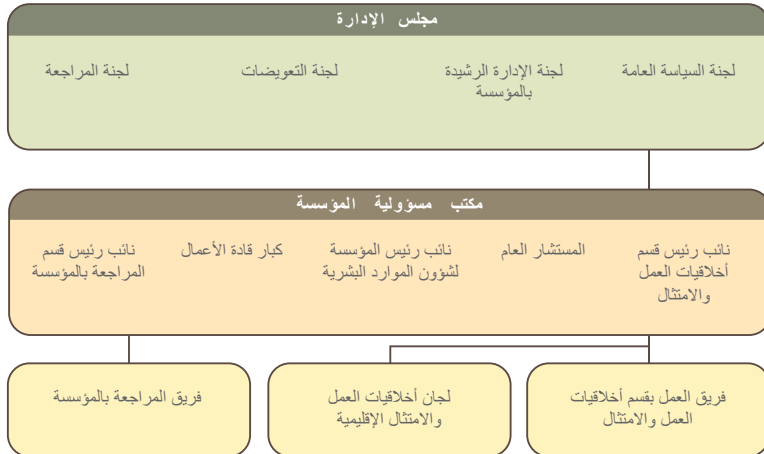 مجلس الإدارة
لجنة السياسة العامة
لجنة الإدارة الرشيدة
بالمؤسسة
لجنة التعويضات
لجنة المراجعة
مكتب مسؤولية المؤسسة
نائب رئيس قسم
أخلاقيات العمل
والامتثال
المستشار العام
نائب رئيس المؤسسة
لشؤون الموارد البشرية
كبار قادة الأعمال
نائب رئيس قسم
المراجعة بالمؤسسة
فريق العمل بقسم أخلاقيات
العمل والامتثال
لجان أخلاقيات العمل
والامتثال الإقليمية
فريق المراجعة بالمؤسسة